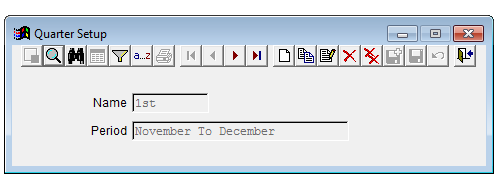 Quarter Setup
a...z
Name 1st
Period November To December